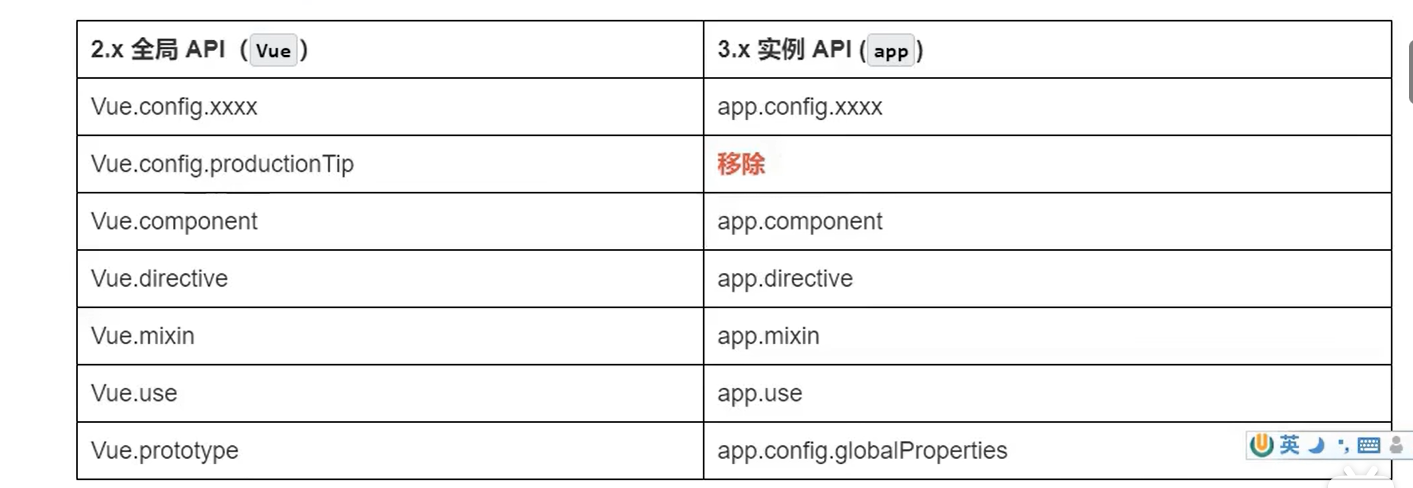 2.x 全局 API（Vue）
3.x 实例 API (app)
Vue.config.xxxx
app.config.xxxx
Vue.config.productionTip
移除
Vue.component
app.component
Vue.directive
app.directive
Vue.mixin
app.mixin
Vue.use
app.use
Vue.prototype
app.config.globalProperties
英